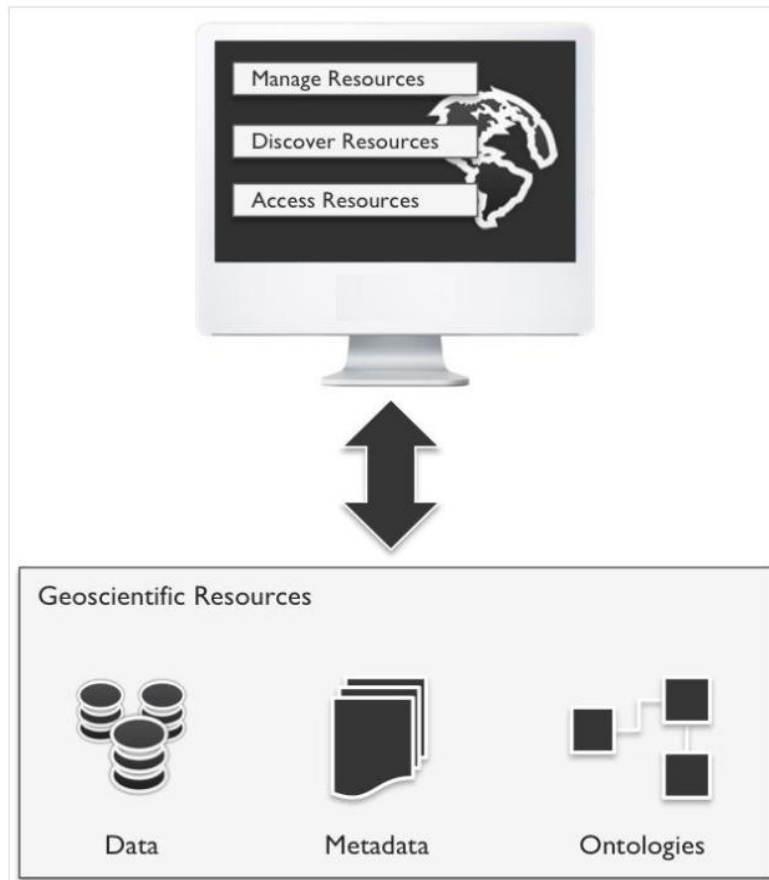 Manage Resources
Discover Resources
Access Resources
Geoscientific Resources
Data
Metadata
Ontologies